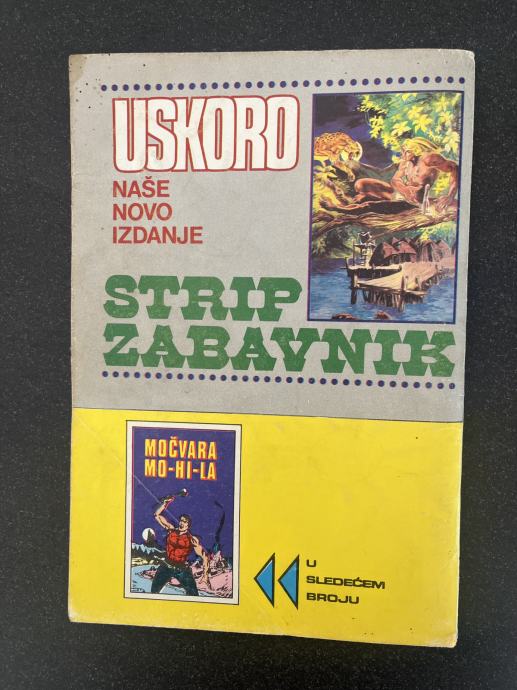 USKORO
NAŠE
NOVO
IZDANJE
STRIP
ZABAVNIK
MOČVARA
MO-HI-LA
U
SLEDEĆEM
BROJU